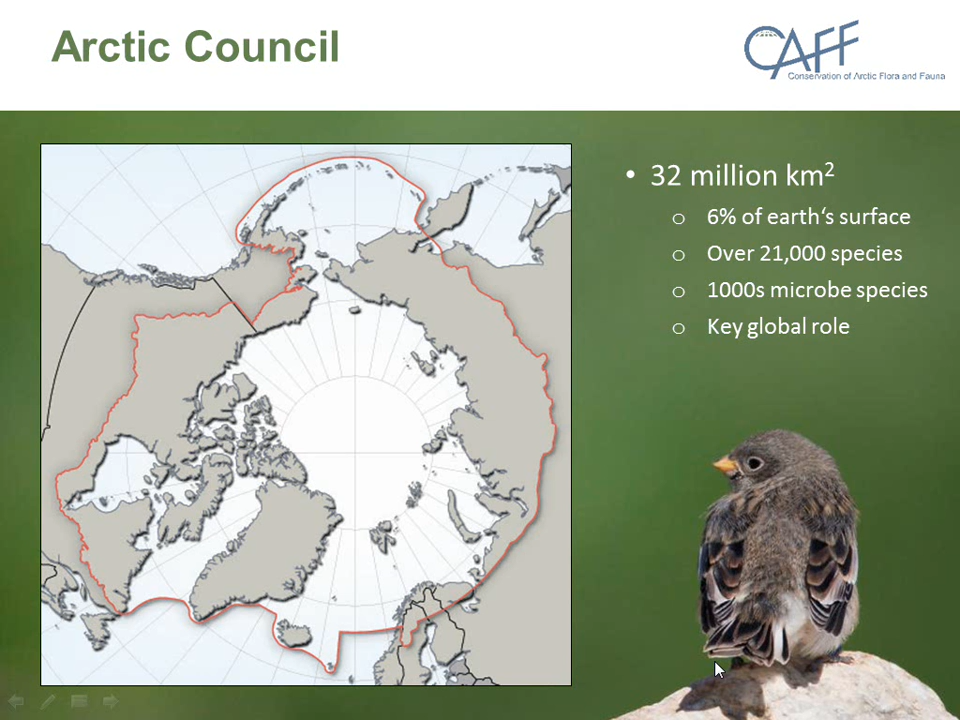 Arctic Council
CAFF
Conservation of Arctic Flora and Fauna
• 32 million km²
o 6% of earth‘s surface
o Over 21,000 species
o 1000s microbe species
o Key global role